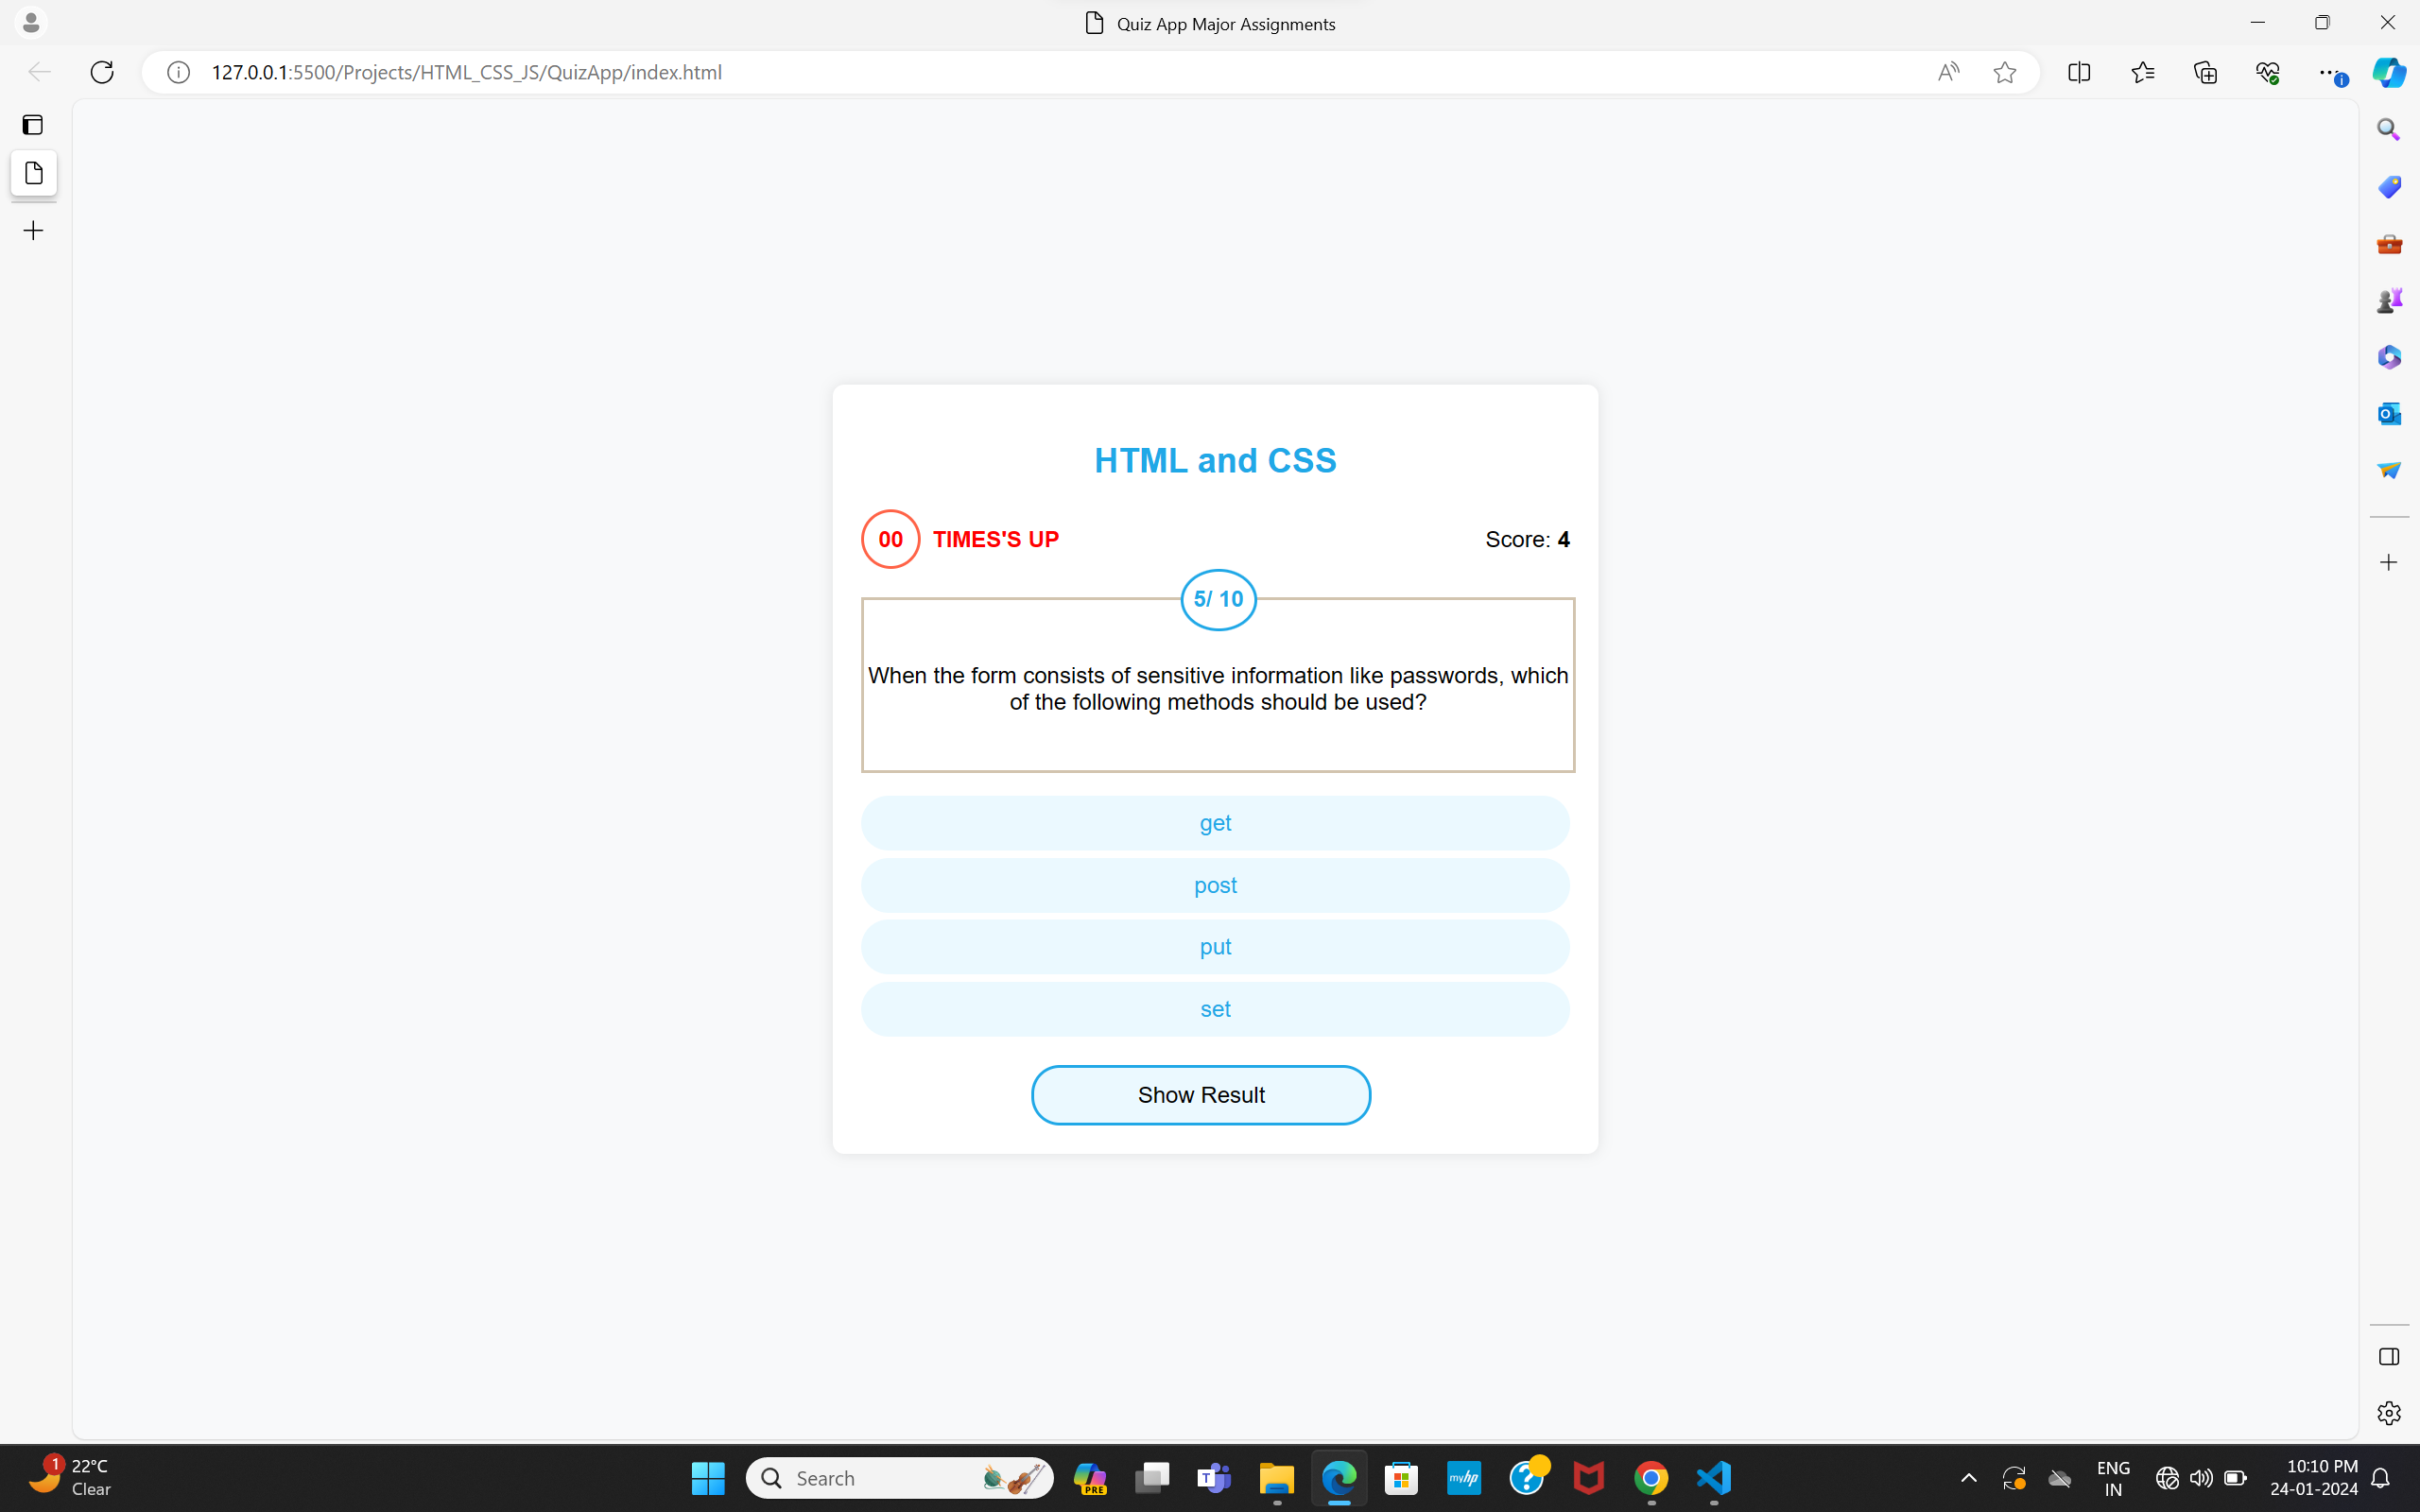 Quiz App Major Assignments
127.0.0.1:5500/Projects/HTML_CSS_JS/QuizApp/index.html
HTML and CSS
00 TIMES'S UP Score: 4
5/ 10
When the form consists of sensitive information like passwords, which
of the following methods should be used?
get
post
put
set
Show Result
1
22°C
Clear
Search
PRE
T
myhp
ENG
IN
10:10 PM
24-01-2024